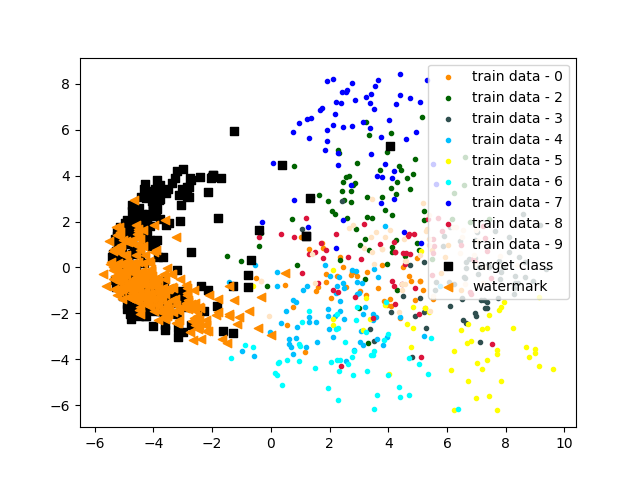 8
6
4
2
0
−2
−4
−6
−6
−4
−2
0
2
4
6
8
10
train data - 0
train data - 2
train data - 3
train data - 4
train data - 5
train data - 6
train data - 7
train data - 8
train data - 9
target class
watermark